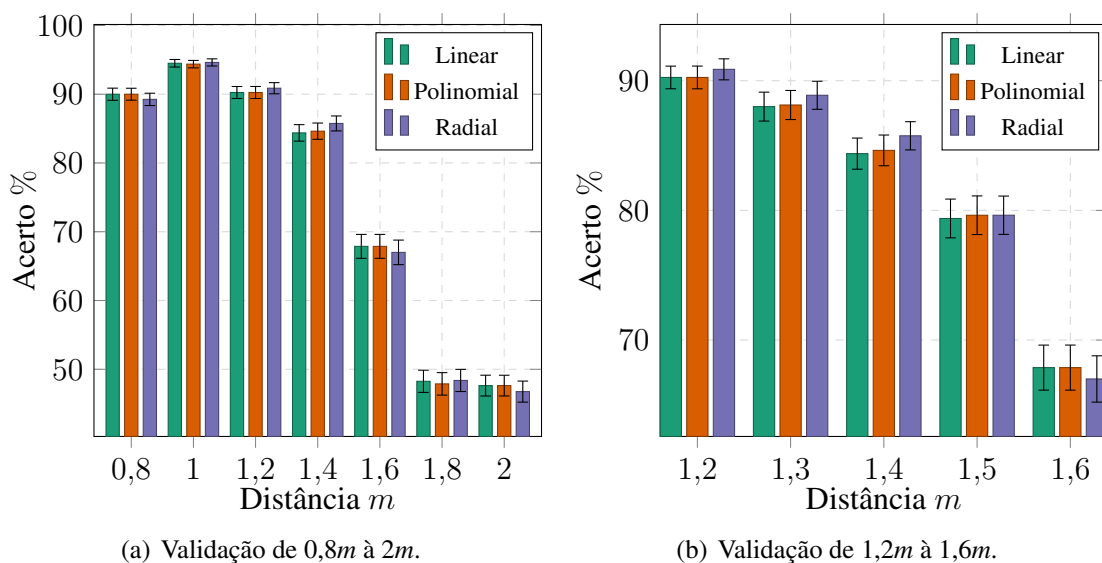 100
90
80
70
60
50
Acerto %
Linear
Polinomial
Radial
0,8 1 1,2 1,4 1,6 1,8 2
Distância m
(a) Validação de 0,8m à 2m.
90
80
70
Acerto %
Linear
Polinomial
Radial
1,2 1,3 1,4 1,5 1,6
Distância m
(b) Validação de 1,2m à 1,6m.